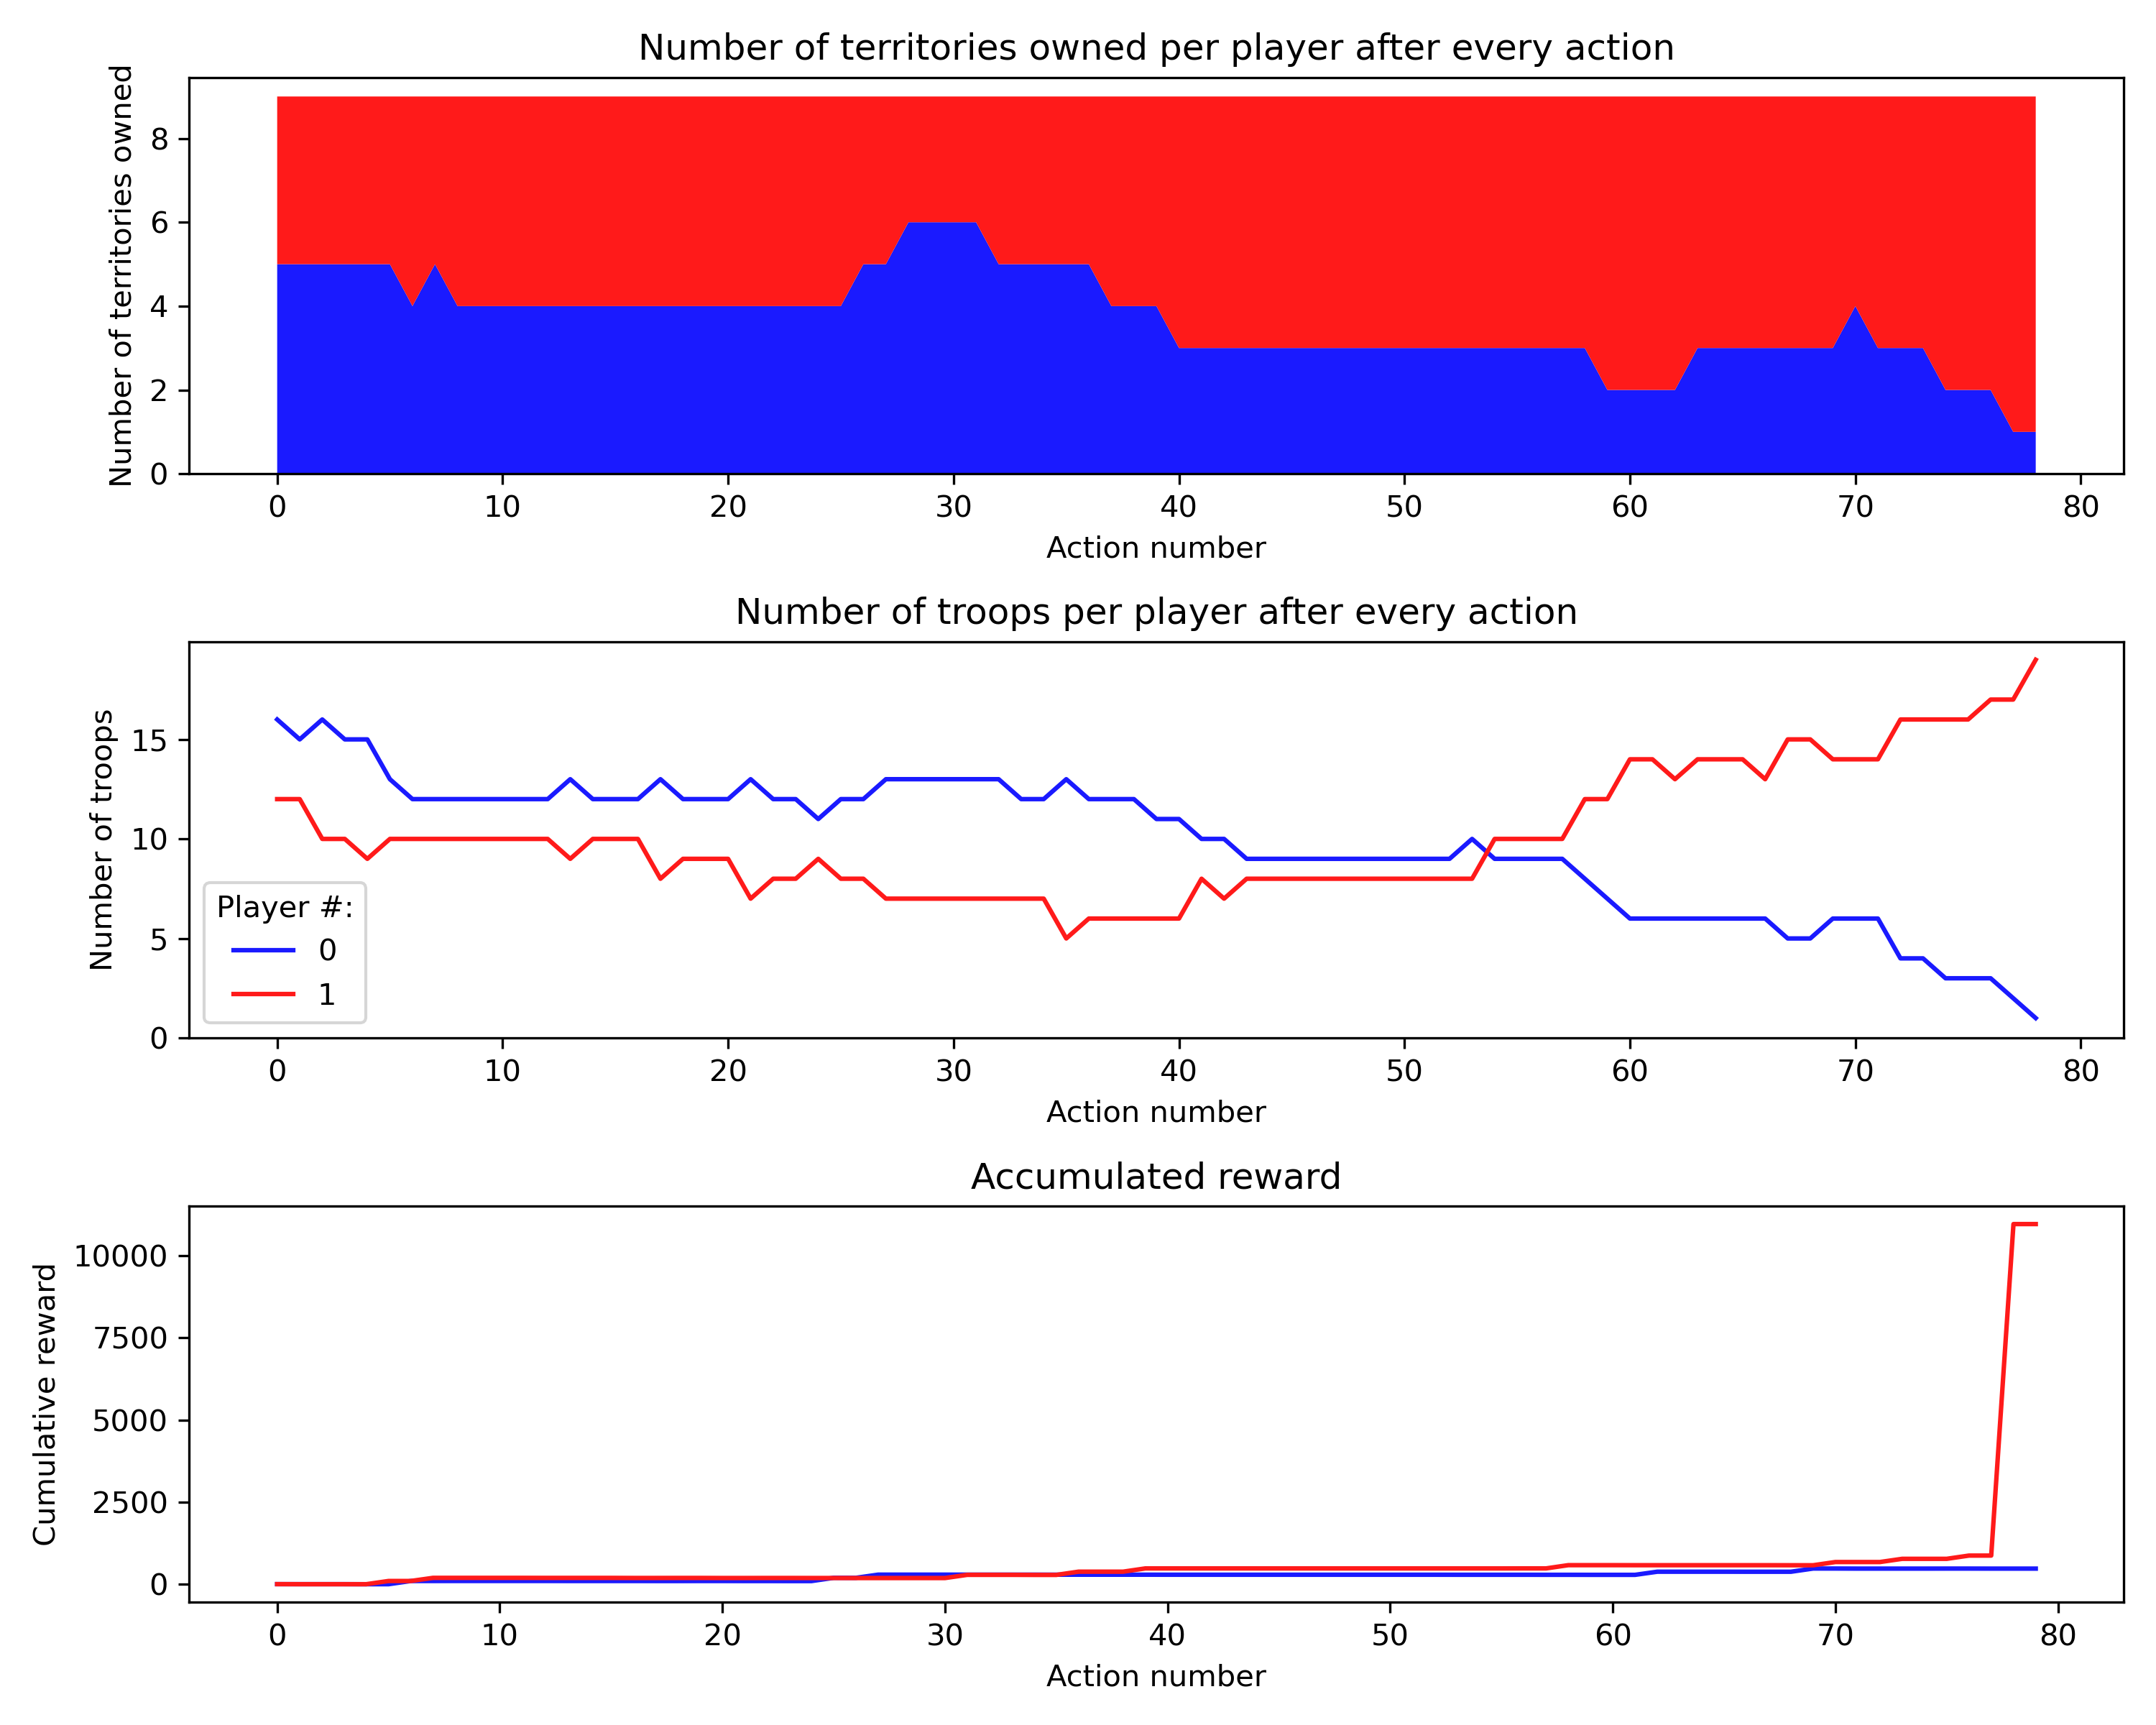 Number of territories owned per player after every action
Number of territories owned
8
6
4
2
0
0 10 20 30 40 50 60 70 80
Action number
Number of troops per player after every action
Number of troops
15
10
5
0
Player #:
0
1
0 10 20 30 40 50 60 70 80
Action number
Accumulated reward
Cumulative reward
10000
7500
5000
2500
0
0 10 20 30 40 50 60 70 80
Action number